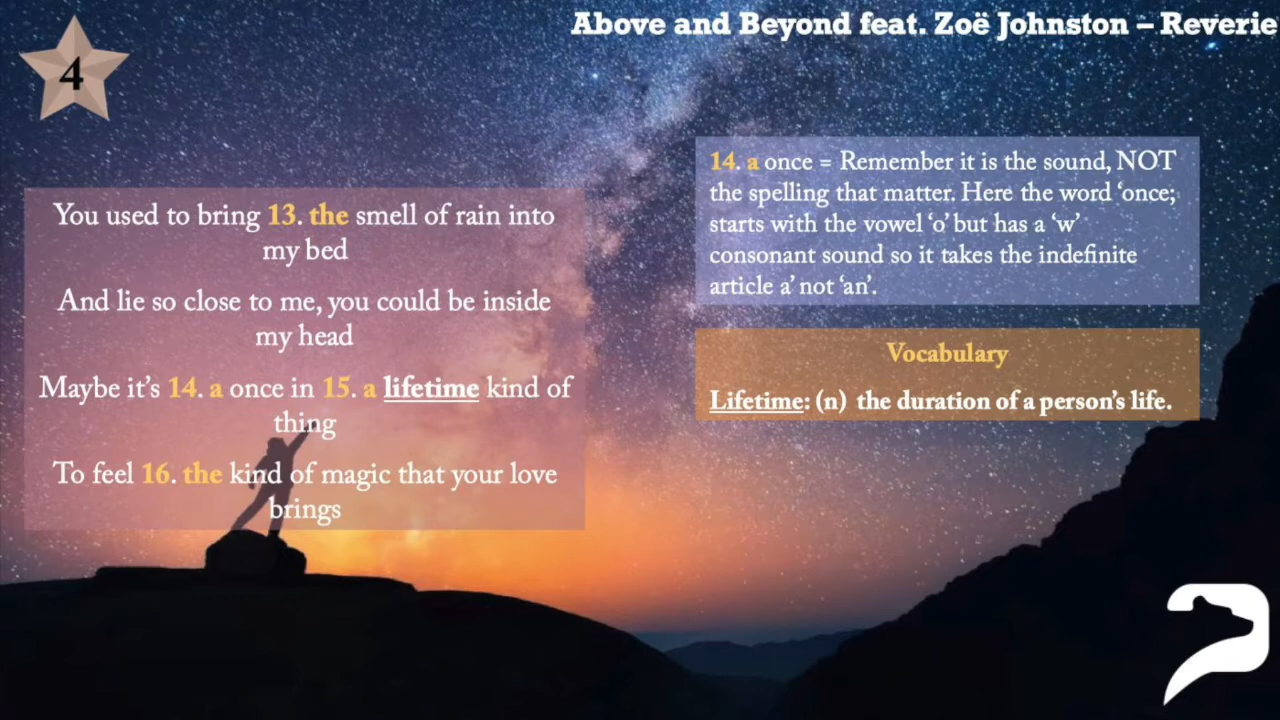 Above and Beyond feat. Zoë Johnston – Reverie
4
You used to bring 13. the smell of rain into
my bed
And lie so close to me, you could be inside
my head
Maybe it’s 14. a once in 15. a lifetime kind of
thing
To feel 16. the kind of magic that your love
brings
14. a once = Remember it is the sound, NOT
the spelling that matter. Here the word ‘once;
starts with the vowel ‘o’ but has a ‘w’
consonant sound so it takes the indefinite
article a’ not ‘an’.
Vocabulary
Lifetime: (n) the duration of a person’s life.